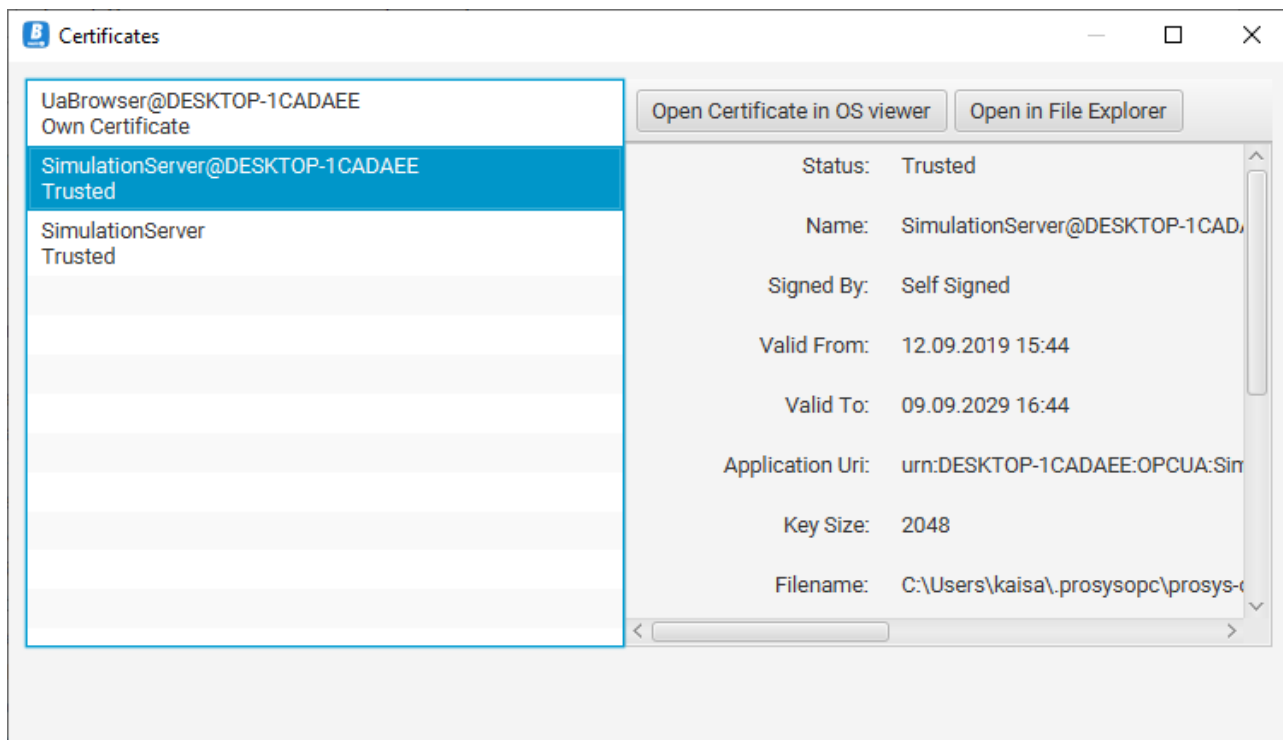 Certificates
UaBrowser@DESKTOP-1CADAEE
Own Certificate
SimulationServer@DESKTOP-1CADAEE
Trusted
SimulationServer
Trusted
Open Certificate in OS viewer Open in File Explorer
Status: Trusted
Name: SimulationServer@DESKTOP-1CADA
Signed By: Self Signed
Valid From: 12.09.2019 15:44
Valid To: 09.09.2029 16:44
Application Uri: urn:DESKTOP-1CADAEE:OPCUA:Sim
Key Size: 2048
Filename: C:\Users\kaisa\.prosysopc\prosys-